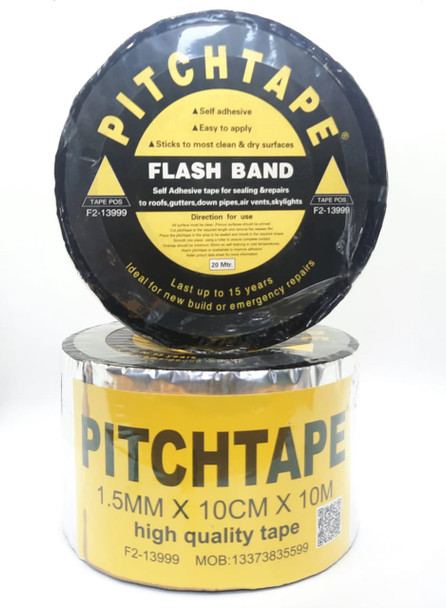 PITCHTAPE®
▲Self adhesive
▲Easy to apply
▲Sticks to most clean & dry surfaces
FLASH BAND
Self Adhesive tape for sealing &repairs
to roofs,gutters,down pipes,air vents,skylights
TAPE POS
F2-13999
TAPE POS
F2-13999
Direction for use
20 Mtr.
Last up to 15 years
Ideal for new build or emergency repairs
PITCHTAPE
1.5MM X 10CM X 10M
high quality tape
F2-13999 MOB:13373835599